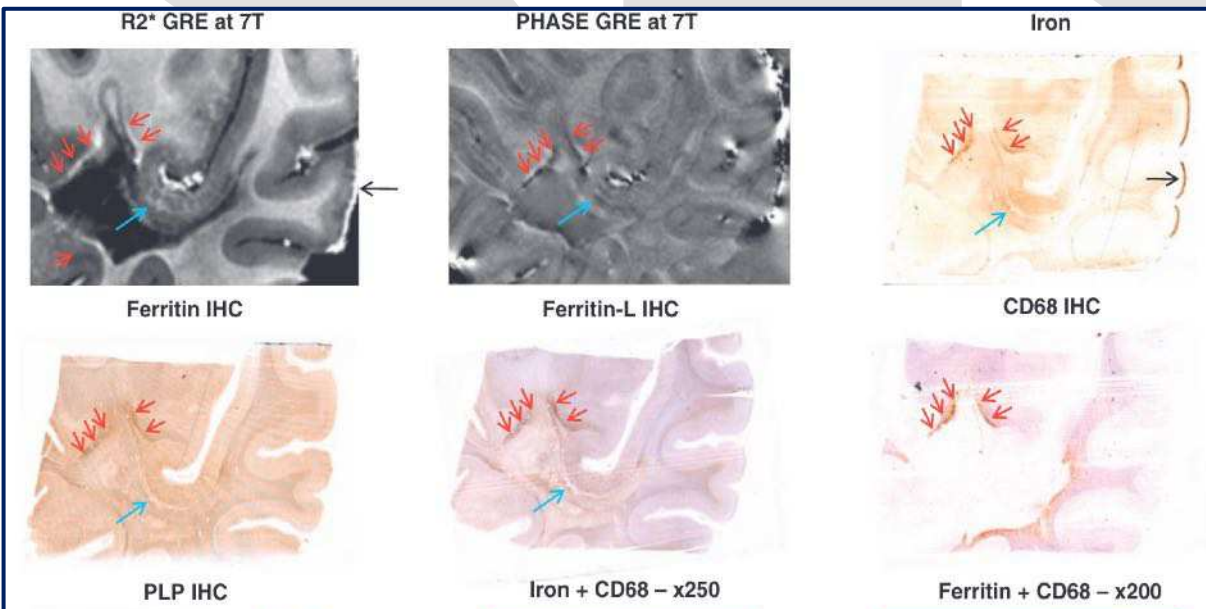 R2* GRE at 7T PHASE GRE at 7T Iron
Ferritin IHC Ferritin-L IHC CD68 IHC
PLP IHC Iron + CD68 – x250 Ferritin + CD68 – x200